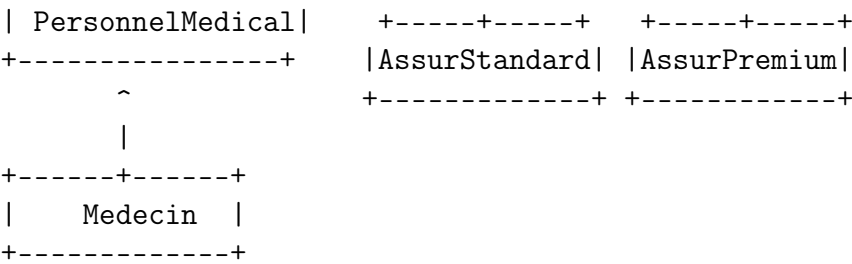 | PersonnelMedical|    +-----+-----+  +-----+-----+
+----------------+    |AssurStandard| |AssurPremium|
       ^              +-------------+ +------------+
       |
+------+------+
|    Medecin  |
+-------------+